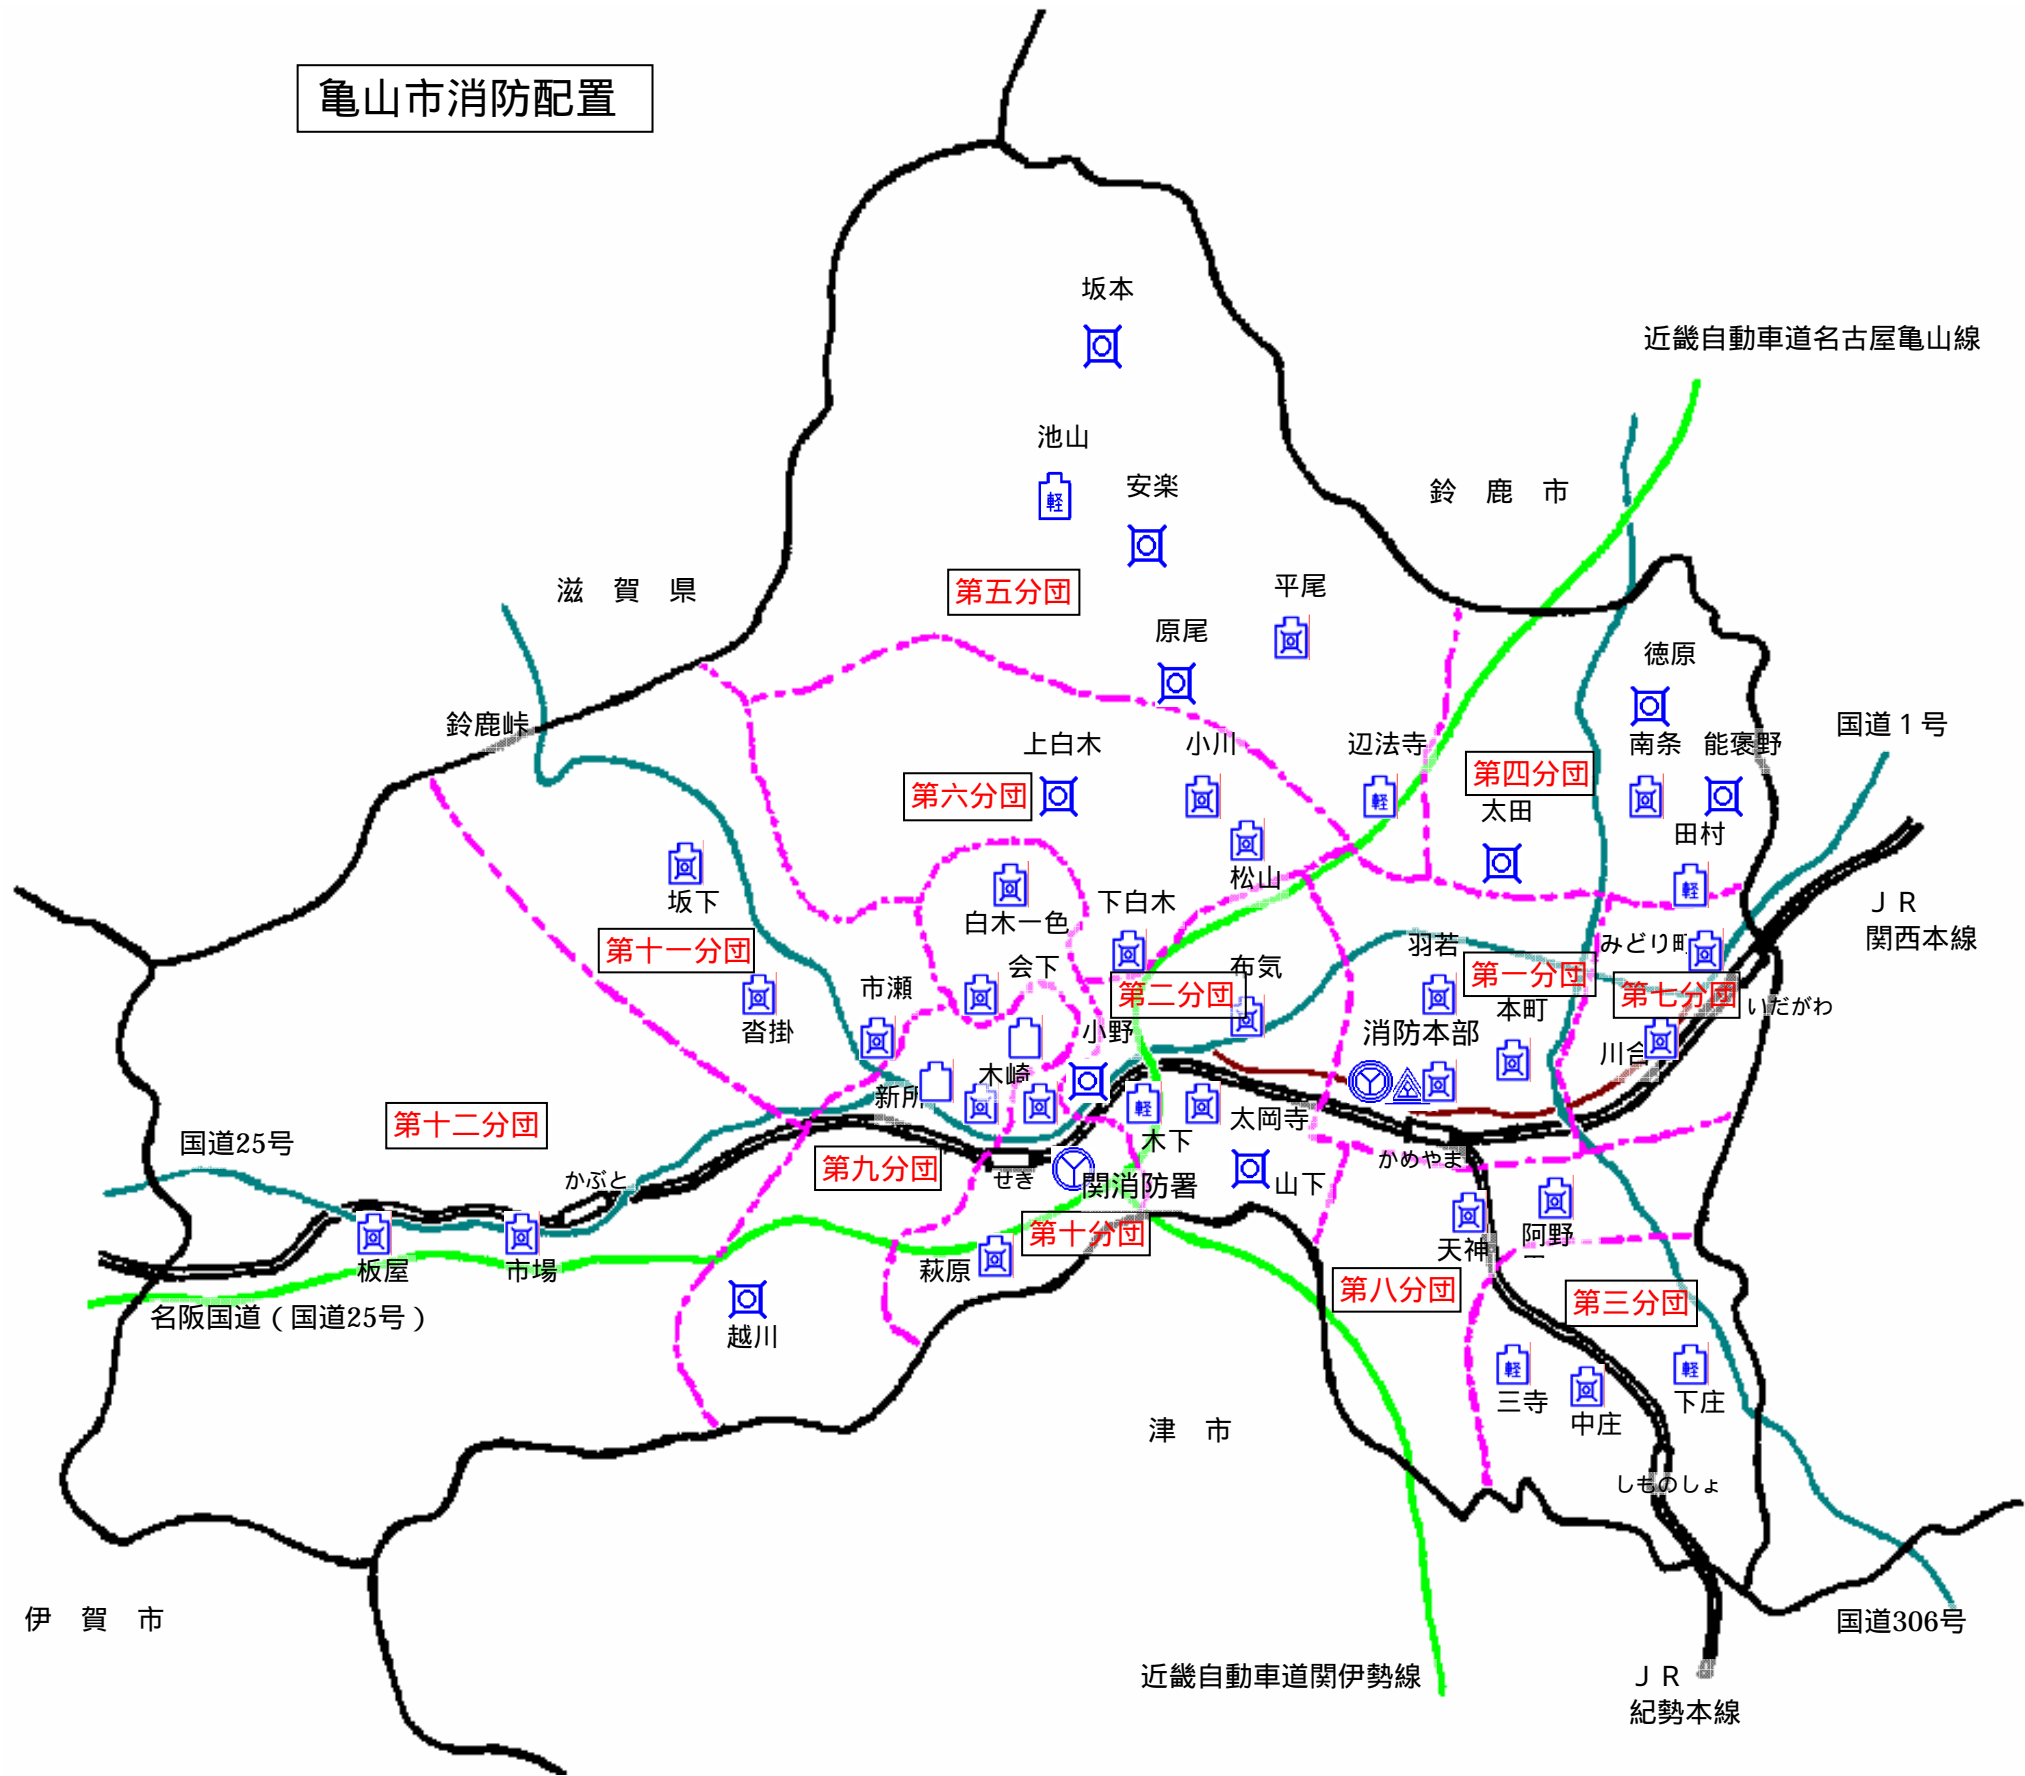 亀山市消防配置
坂本
近畿自動車道名古屋亀山線
池山
軽
安楽
鈴 鹿 市
滋 賀 県
第五分団
平尾
原尾
徳原
鈴鹿峠
国道１号
上白木
小川
辺法寺
南条
能褒野
第四分団
第六分団
軽
太田
田村
松山
軽
坂下
下白木
白木一色
ＪＲ
関西本線
第十一分団
羽若
みどり町
会下
布気
第一分団
市瀬
第二分団
第七分団
いだがわ
本町
沓掛
小野
消防本部
川合
木崎
新所
軽
第十二分団
太岡寺
国道25号
木下
かめやま
第九分団
せき
かぶと
関消防署
山下
第十分団
天神
阿野
板屋
市場
萩原
第八分団
第三分団
名阪国道（国道25号）
越川
軽
軽
三寺
下庄
中庄
津 市
しものしょ
伊 賀 市
国道306号
近畿自動車道関伊勢線
ＪＲ
紀勢本線